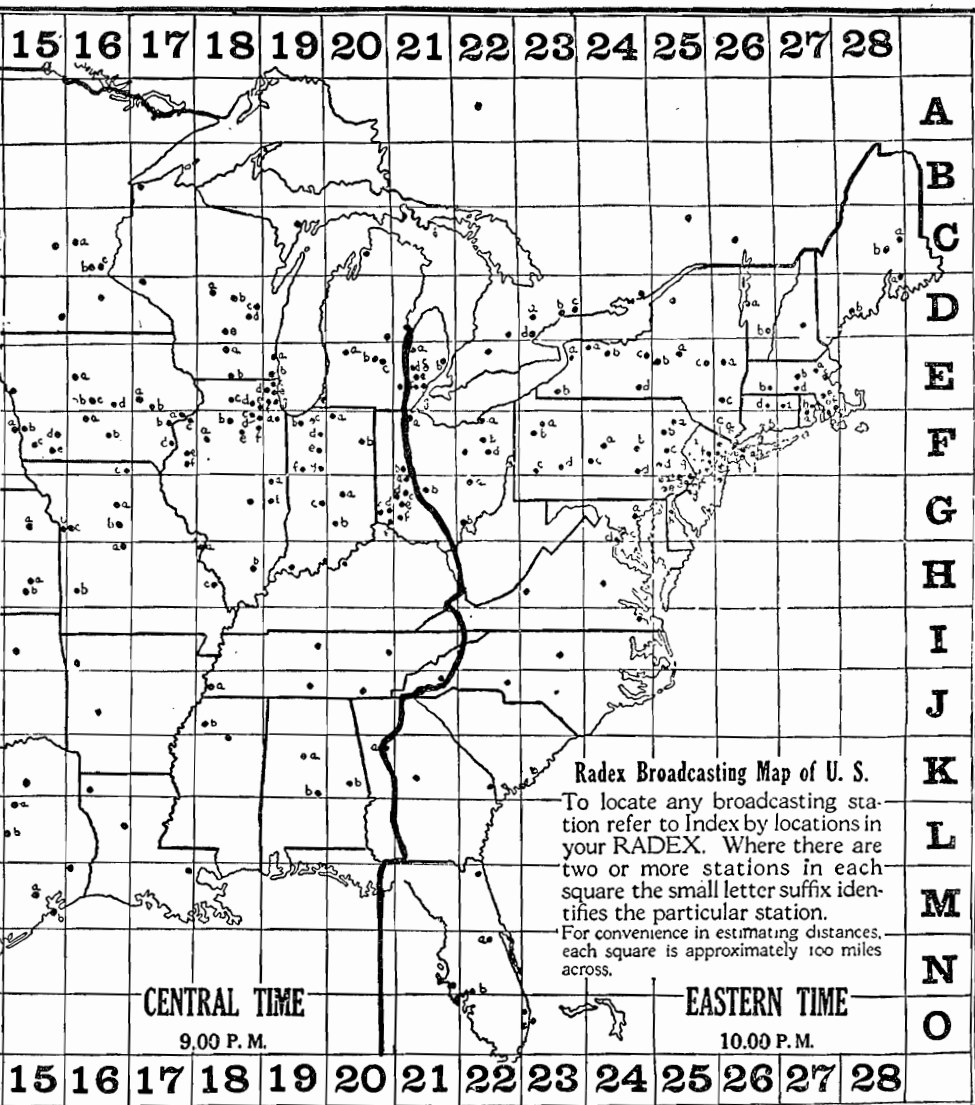 15 16 17 18 19 20 21 22 23 24 25 26 27 28
A
B
C
D
E
F
G
H
I
J
K
L
M
N
O
Radex Broadcasting Map of U. S.
To locate any broadcasting sta-
tion refer to Index by locations in
your RADEX. Where there are
two or more stations in each
square the small letter suffix iden-
tifies the particular station.
For convenience in estimating distances,
each square is approximately 100 miles
across.
CENTRAL TIME
9.00 P. M.
EASTERN TIME
10.00 P. M.
15 16 17 18 19 20 21 22 23 24 25 26 27 28